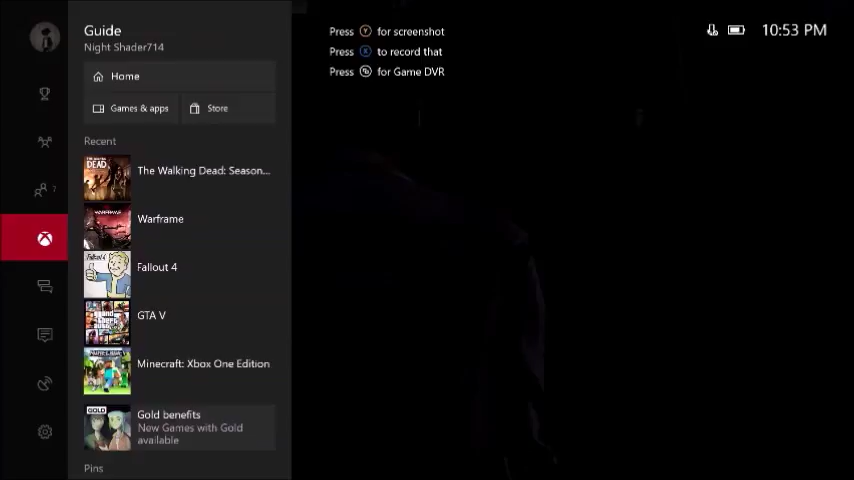 Guide
Night Shader714
Home
Games & apps
Store
Recent
The Walking Dead: Season...
Warframe
Fallout 4
GTA V
Minecraft: Xbox One Edition
GOLD
Gold benefits
New Games with Gold
available
Pins
Press Y for screenshot
Press X to record that
Press for Game DVR
10:53 PM